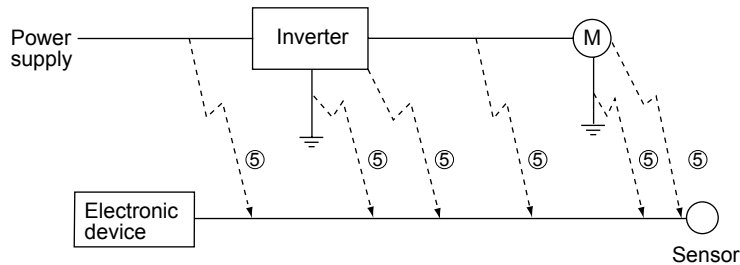 Power
supply
Inverter
M
⑤ ⑤ ⑤ ⑤ ⑤ ⑤
Electronic
device
Sensor